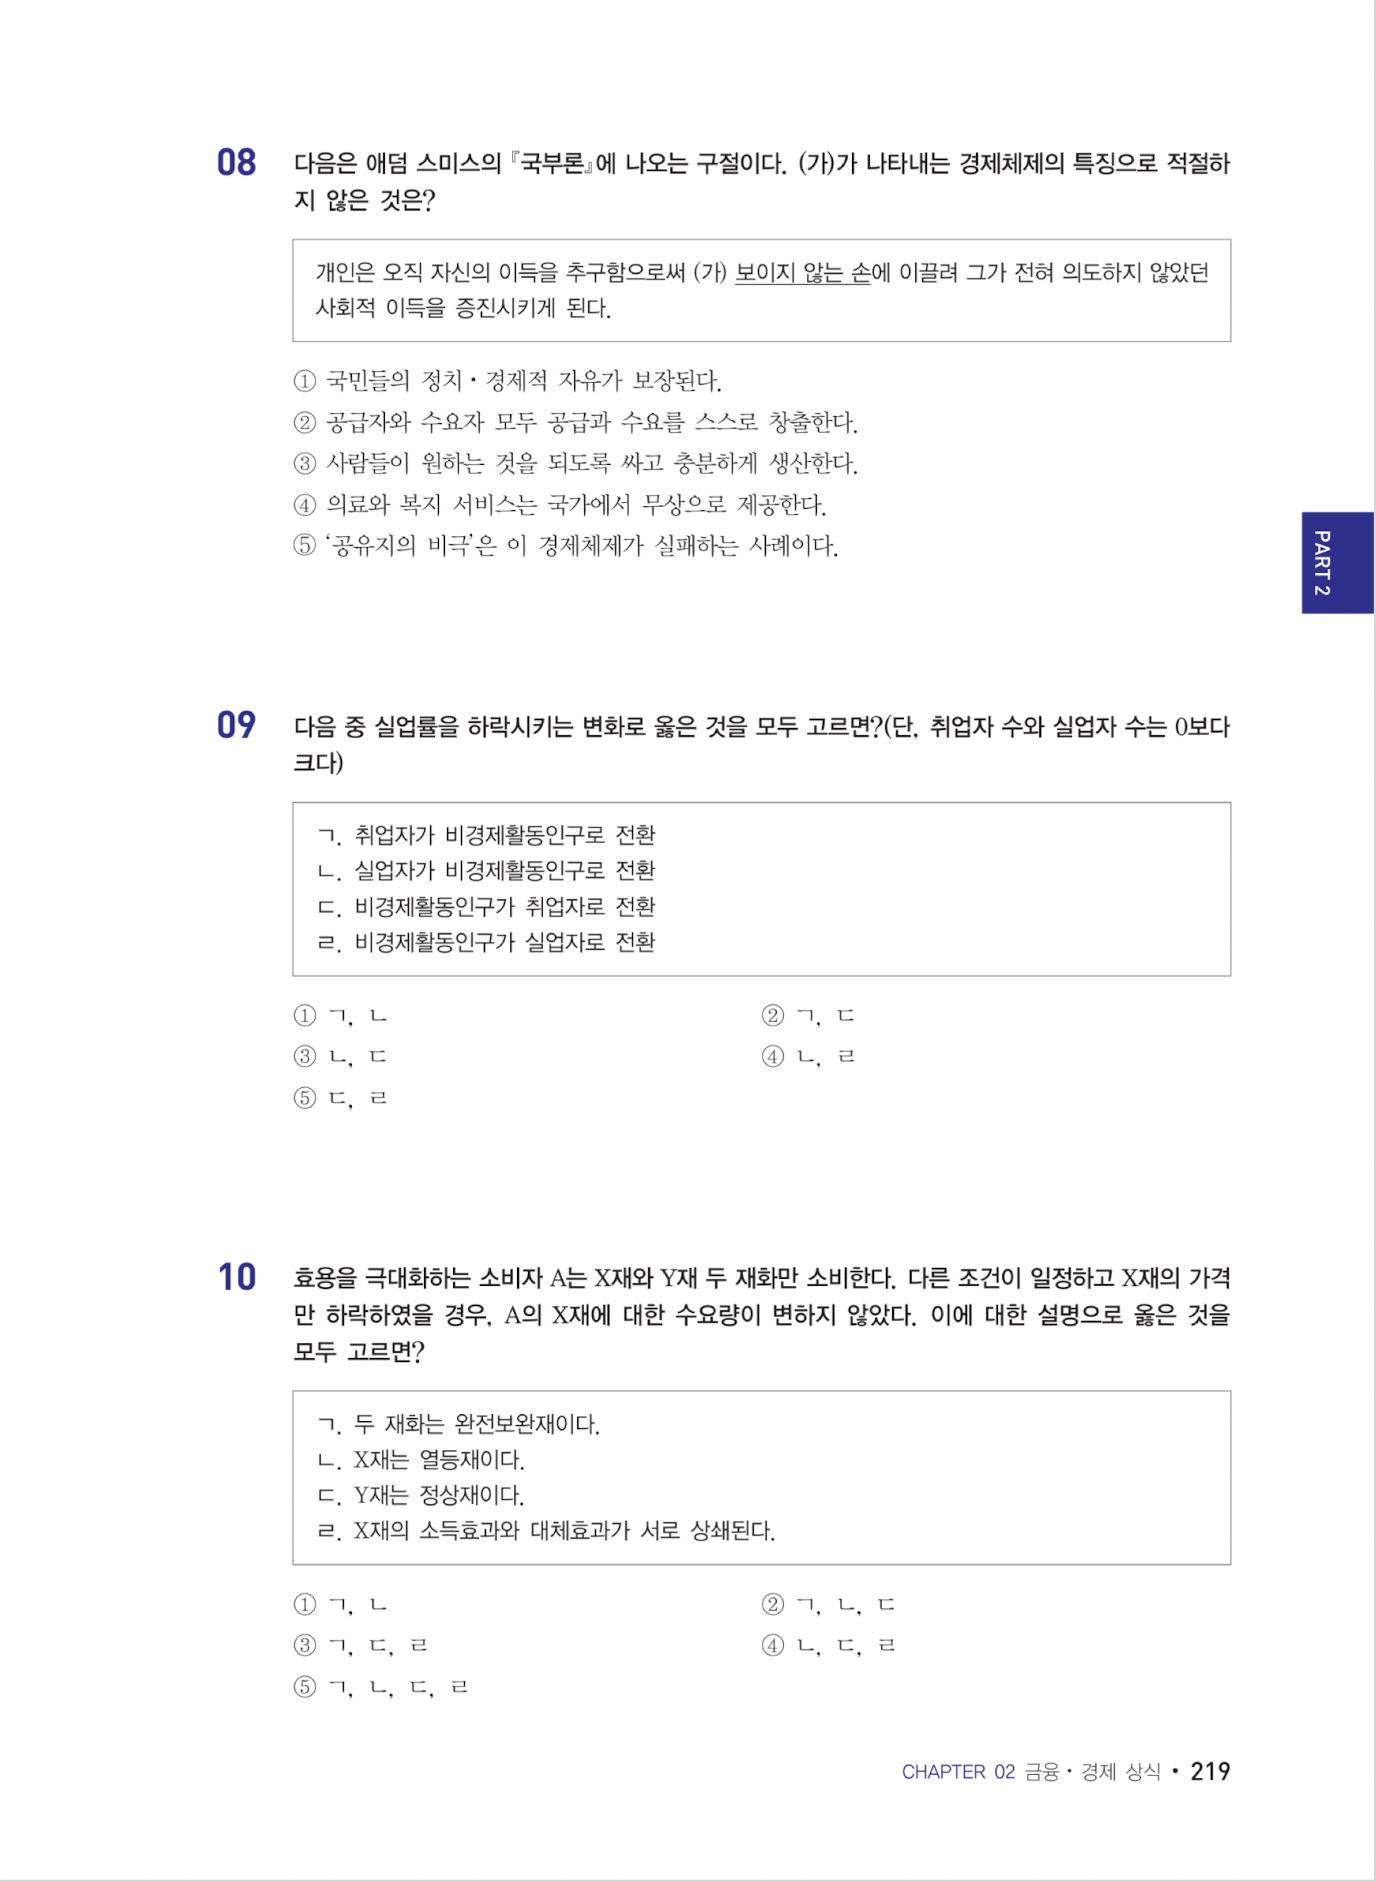 08 다음은 애덤 스미스의 『국부론』에 나오는 구절이다. (가)가 나타내는 경제체제의 특징으로 적절하
지 않은 것은?
개인은 오직 자신의 이득을 추구함으로써 (가) 보이지 않는 손에 이끌려 그가 전혀 의도하지 않았던
사회적 이득을 증진시키게 된다.
① 국민들의 정치·경제적 자유가 보장된다.
② 공급자와 수요자 모두 공급과 수요를 스스로 창출한다.
③ 사람들이 원하는 것을 되도록 싸고 충분하게 생산한다.
④ 의료와 복지 서비스는 국가에서 무상으로 제공한다.
⑤ ‘공유지의 비극’은 이 경제체제가 실패하는 사례이다.
PART 2
09 다음 중 실업률을 하락시키는 변화로 옳은 것을 모두 고르면?(단, 취업자 수와 실업자 수는 0보다
크다)
ㄱ. 취업자가 비경제활동인구로 전환
ㄴ. 실업자가 비경제활동인구로 전환
ㄷ. 비경제활동인구가 취업자로 전환
ㄹ. 비경제활동인구가 실업자로 전환
① ㄱ, ㄴ ② ㄱ, ㄷ
③ ㄴ, ㄷ ④ ㄴ, ㄹ
⑤ ㄷ, ㄹ
10 효용을 극대화하는 소비자 A는 X재와 Y재 두 재화만 소비한다. 다른 조건이 일정하고 X재의 가격
만 하락하였을 경우, A의 X재에 대한 수요량이 변하지 않았다. 이에 대한 설명으로 옳은 것을
모두 고르면?
ㄱ. 두 재화는 완전보완재이다.
ㄴ. X재는 열등재이다.
ㄷ. Y재는 정상재이다.
ㄹ. X재의 소득효과와 대체효과가 서로 상쇄된다.
① ㄱ, ㄴ ② ㄱ, ㄴ, ㄷ
③ ㄱ, ㄷ, ㄹ ④ ㄴ, ㄷ, ㄹ
⑤ ㄱ, ㄴ, ㄷ, ㄹ
CHAPTER 02 금융·경제 상식 • 219